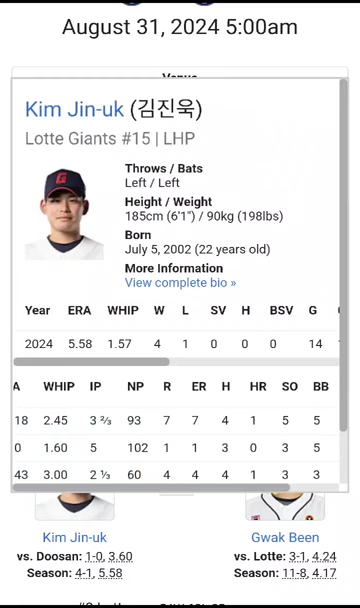 August 31, 2024 5:00am
Kim Jin-uk (김진욱)
Lotte Giants #15 | LHP
Throws / Bats
Left / Left
Height / Weight
185cm (6'1") / 90kg (198lbs)
Born
July 5, 2002 (22 years old)
More Information
View complete bio »
Year ERA WHIP W L SV H BSV G
2024 5.58 1.57 4 1 0 0 0 14
A WHIP IP NP R ER H HR SO BB
18 2.45 3 ⅔ 93 7 7 4 1 5 5
0 1.60 5 102 1 1 3 0 3 5
43 3.00 2 ⅓ 60 4 4 4 1 3 3
Kim Jin-uk
vs. Doosan: 1-0, 3.60
Season: 4-1, 5.58
Gwak Been
vs. Lotte: 3-1, 4.24
Season: 11-8, 4.17